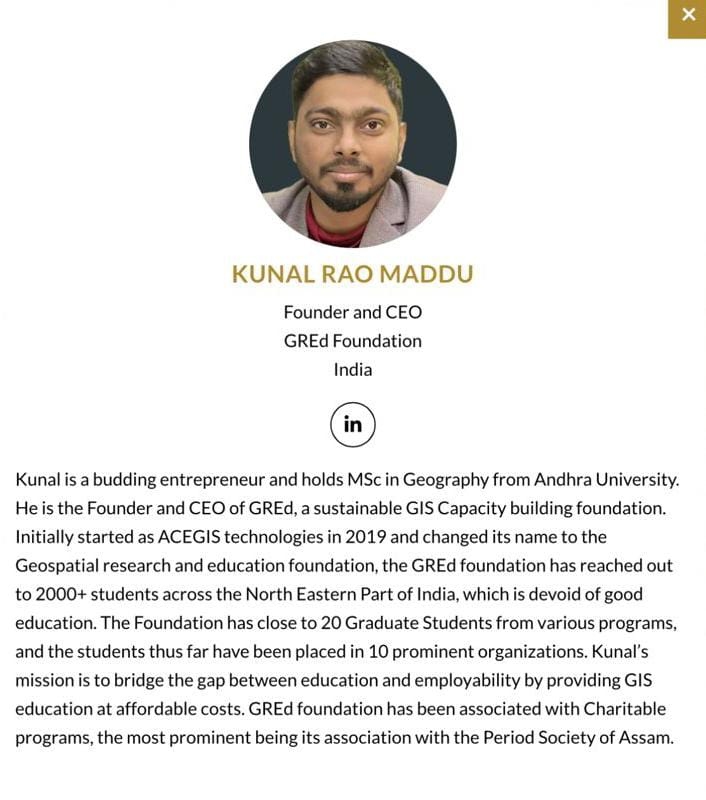 ×
KUNAL RAO MADDU
Founder and CEO
GREd Foundation
India
in
Kunal is a budding entrepreneur and holds MSc in Geography from Andhra University.
He is the Founder and CEO of GREd, a sustainable GIS Capacity building foundation.
Initially started as ACEGIS technologies in 2019 and changed its name to the
Geospatial research and education foundation, the GREd foundation has reached out
to 2000+ students across the North Eastern Part of India, which is devoid of good
education. The Foundation has close to 20 Graduate Students from various programs,
and the students thus far have been placed in 10 prominent organizations. Kunal’s
mission is to bridge the gap between education and employability by providing GIS
education at affordable costs. GREd foundation has been associated with Charitable
programs, the most prominent being its association with the Period Society of Assam.